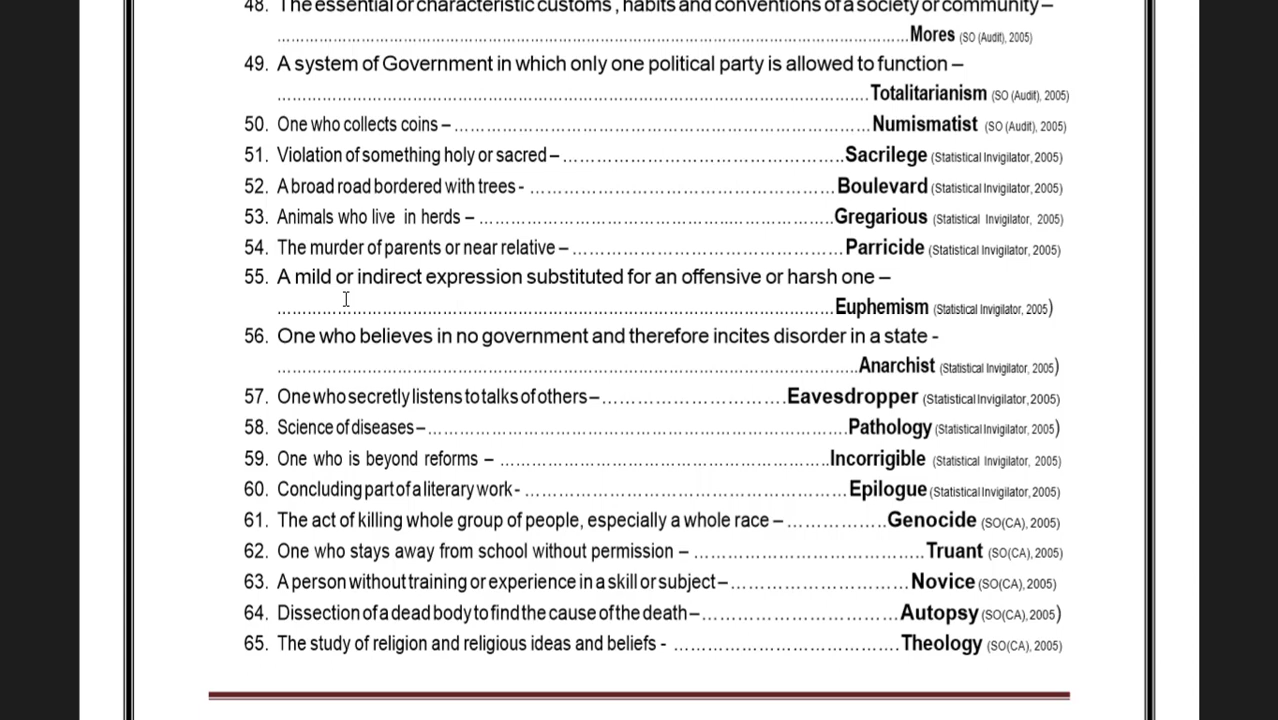 48. The essential or characteristic customs , habits and conventions of a society or community –
................................................................Mores (SO (Audit), 2005)
49. A system of Government in which only one political party is allowed to function –
................................................................Totalitarianism (SO (Audit), 2005)
50. One who collects coins – ................................................Numismatist (SO (Audit), 2005)
51. Violation of something holy or sacred – ................................Sacrilege (Statistical Invigilator, 2005)
52. A broad road bordered with trees - ................................Boulevard (Statistical Invigilator, 2005)
53. Animals who live in herds – ................................Gregarious (Statistical Invigilator, 2005)
54. The murder of parents or near relative – ................................Parricide (Statistical Invigilator, 2005)
55. A mild or indirect expression substituted for an offensive or harsh one –
................................................................Euphemism (Statistical Invigilator, 2005)
56. One who believes in no government and therefore incites disorder in a state -
................................................................Anarchist (Statistical Invigilator, 2005)
57. One who secretly listens to talks of others – ....................Eavesdropper (Statistical Invigilator, 2005)
58. Science of diseases – ................................................Pathology (Statistical Invigilator, 2005)
59. One who is beyond reforms – ................................Incorrigible (Statistical Invigilator, 2005)
60. Concluding part of a literary work - ................................Epilogue (Statistical Invigilator, 2005)
61. The act of killing whole group of people, especially a whole race – ................Genocide (SO(CA), 2005)
62. One who stays away from school without permission – ........................Truant (SO(CA), 2005)
63. A person without training or experience in a skill or subject – ....................Novice (SO(CA), 2005)
64. Dissection of a dead body to find the cause of the death – ....................Autopsy (SO(CA), 2005)
65. The study of religion and religious ideas and beliefs - ........................Theology (SO(CA), 2005)